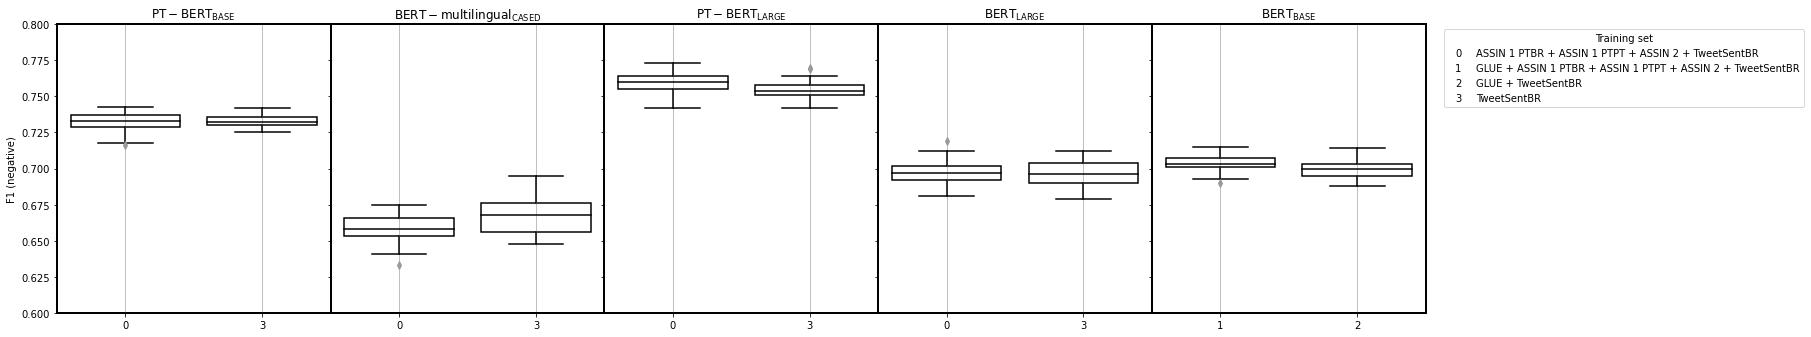 PT − BERT_BASE
BERT − multilingual_CASED
PT − BERT_LARGE
BERT_LARGE
BERT_BASE
F1 (negative)
0.800
0.775
0.750
0.725
0.700
0.675
0.650
0.625
0.600
0 3
0 3
0 3
0 3
1 2
Training set
0 ASSIN 1 PTBR + ASSIN 1 PTPT + ASSIN 2 + TweetSentBR
1 GLUE + ASSIN 1 PTBR + ASSIN 1 PTPT + ASSIN 2 + TweetSentBR
2 GLUE + TweetSentBR
3 TweetSentBR